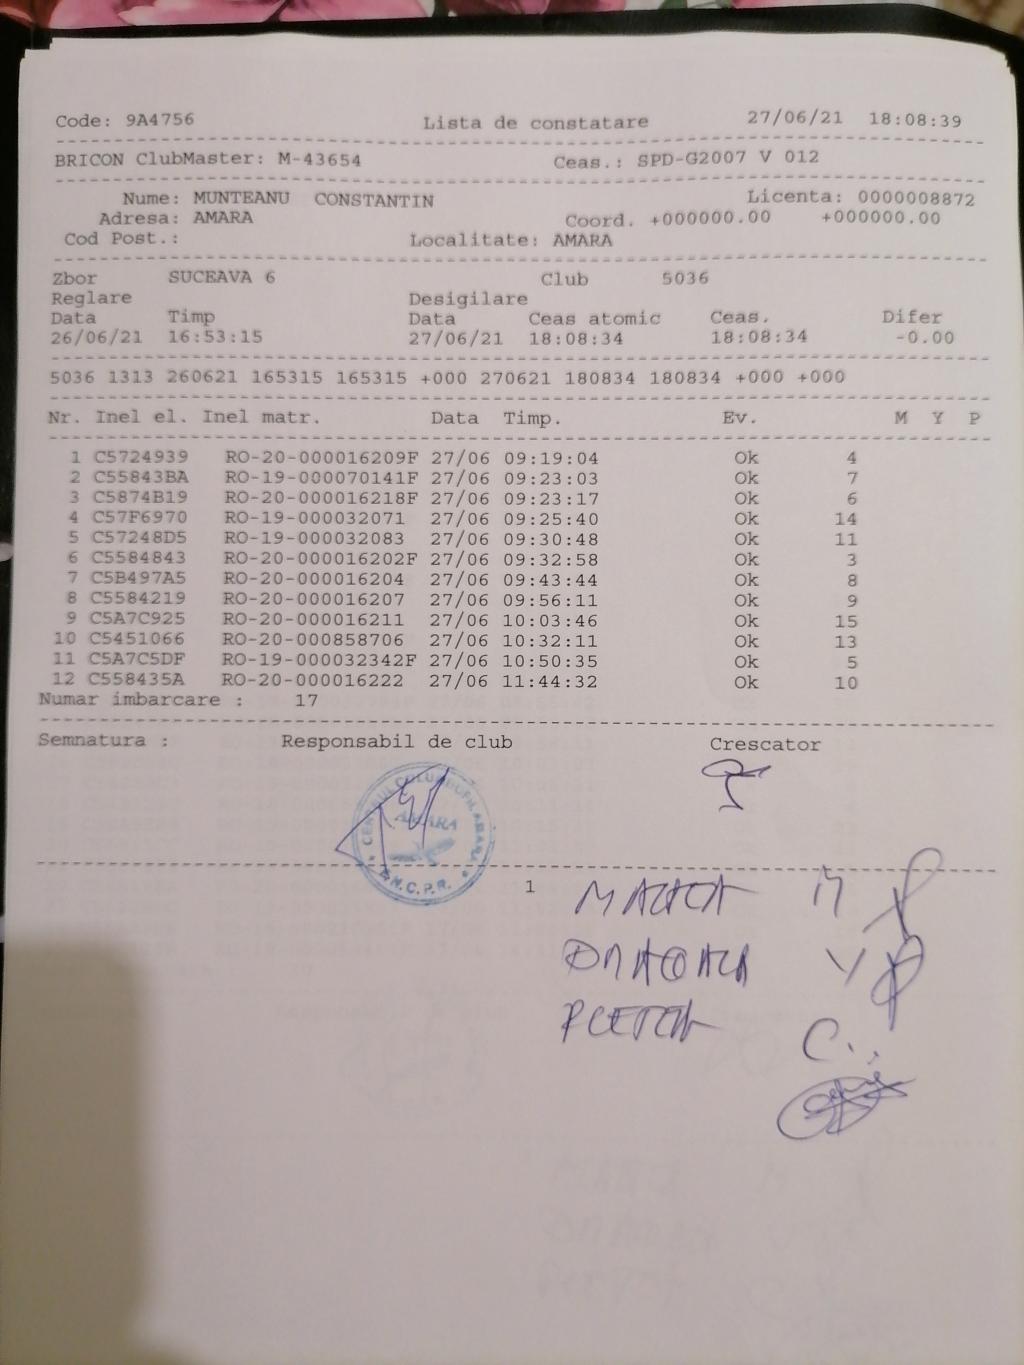 Code: 9A4756 Lista de constatare 27/06/21 18:08:39
BRICON ClubMaster: M-43654 Ceas.: SPD-G2007 V 012
Nume: MUNTEANU CONSTANTIN Licenta: 0000008872
Adresa: AMARA Coord. +000000.00 +000000.00
Cod Post.: Localitate: AMARA
Zbor SUCEAVA 6 Club 5036
Reglare Desigilare
Data Timp Data Ceas atomic Ceas. Difer
26/06/21 16:53:15 27/06/21 18:08:34 18:08:34 -0.00
5036 1313 260621 165315 165315 +000 270621 180834 180834 +000 +000
Nr. Inel el. Inel matr. Data Timp. Ev. M Y P
1 C5724939 RO-20-000016209F 27/06 09:19:04 Ok 4
2 C55843BA RO-19-000070141F 27/06 09:23:03 Ok 7
3 C5874B19 RO-20-000016218F 27/06 09:23:17 Ok 6
4 C57F6970 RO-19-000032071 27/06 09:25:40 Ok 14
5 C57248D5 RO-19-000032083 27/06 09:30:48 Ok 11
6 C5584843 RO-20-000016202F 27/06 09:32:58 Ok 3
7 C5B497A5 RO-20-000016204 27/06 09:43:44 Ok 8
8 C5584219 RO-20-000016207 27/06 09:56:11 Ok 9
9 C5A7C925 RO-20-000016211 27/06 10:03:46 Ok 15
10 C5451066 RO-20-000858706 27/06 10:32:11 Ok 13
11 C5A7C5DF RO-19-000032342F 27/06 10:50:35 Ok 5
12 C558435A RO-20-000016222 27/06 11:44:32 Ok 10
Numar imbarcare : 17
Semnatura : Responsabil de club Crescator
AMARA
1